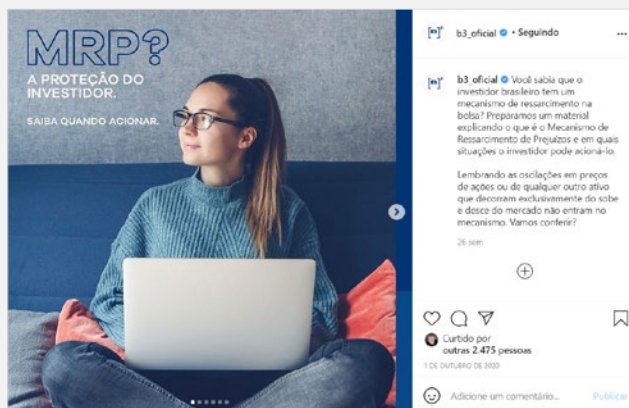 MRP?
A PROTEÇÃO DO
INVESTIDOR.
SAIBA QUANDO ACIONAR.
b3_oficial • Seguindo
b3_oficial Você sabia que o
investidor brasileiro tem um
mecanismo de ressarcimento na
bolsa? Preparamos um material
explicando o que é o Mecanismo de
Ressarcimento de Prejuízos e em quais
situações o investidor pode acioná-lo.
Lembrando as oscilações em preços
de ações ou de qualquer outro ativo
que decorram exclusivamente do sobe
e desce do mercado não entram no
mecanismo. Vamos conferir?
26 sem
Curtido por
outras 2.475 pessoas
1 DE OUTUBRO DE 2020
Adicione um comentário... Publicar